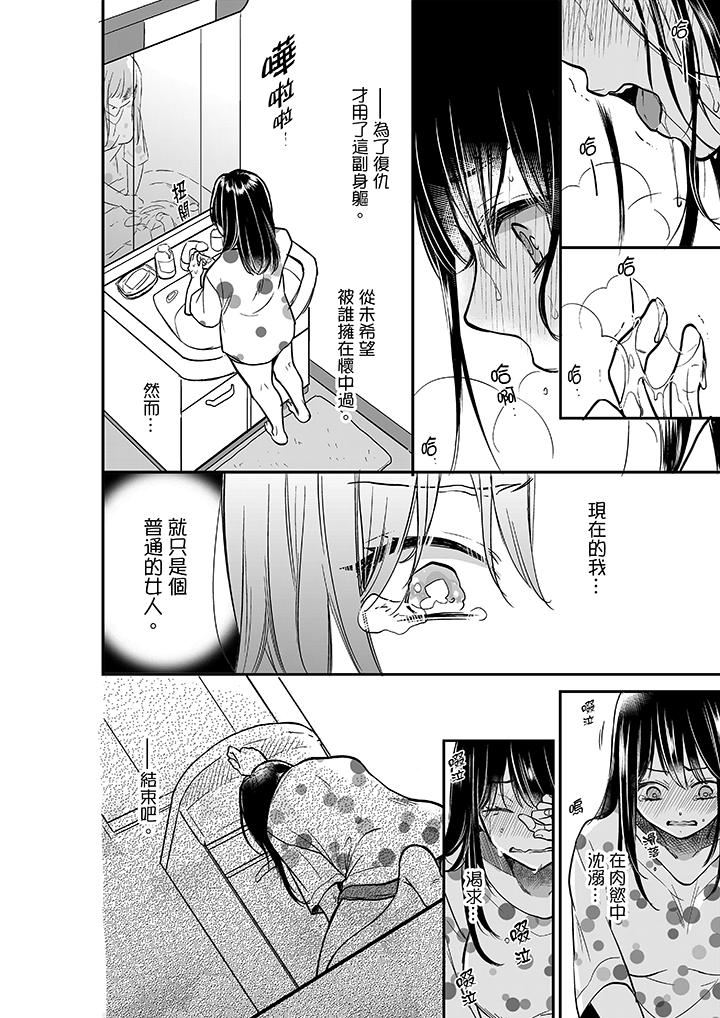 哈
哈
哈
哈
哈
啊…
哈
嘩啦啦…
扭開
——為了復仇
才用了這副身軀。
從未希望
被誰擁在懷中過。
然而…
現在的我…
就只是個
普通的女人。
啜泣
嗚
滑落
在肉慾中
沈溺…
啜泣
渴求…
啜泣。
啜泣
——結束吧。